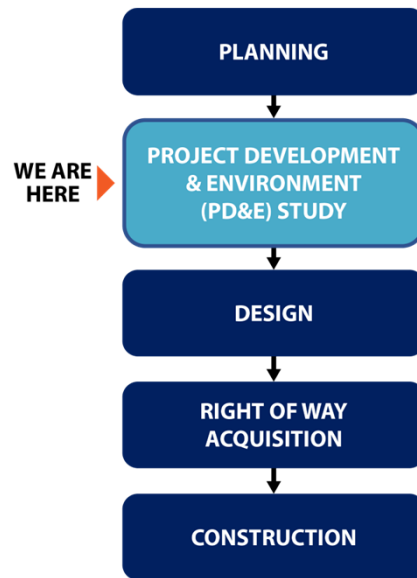 PLANNING
WE ARE
HERE
PROJECT DEVELOPMENT
& ENVIRONMENT
(PD&E) STUDY
DESIGN
RIGHT OF WAY
ACQUISITION
CONSTRUCTION